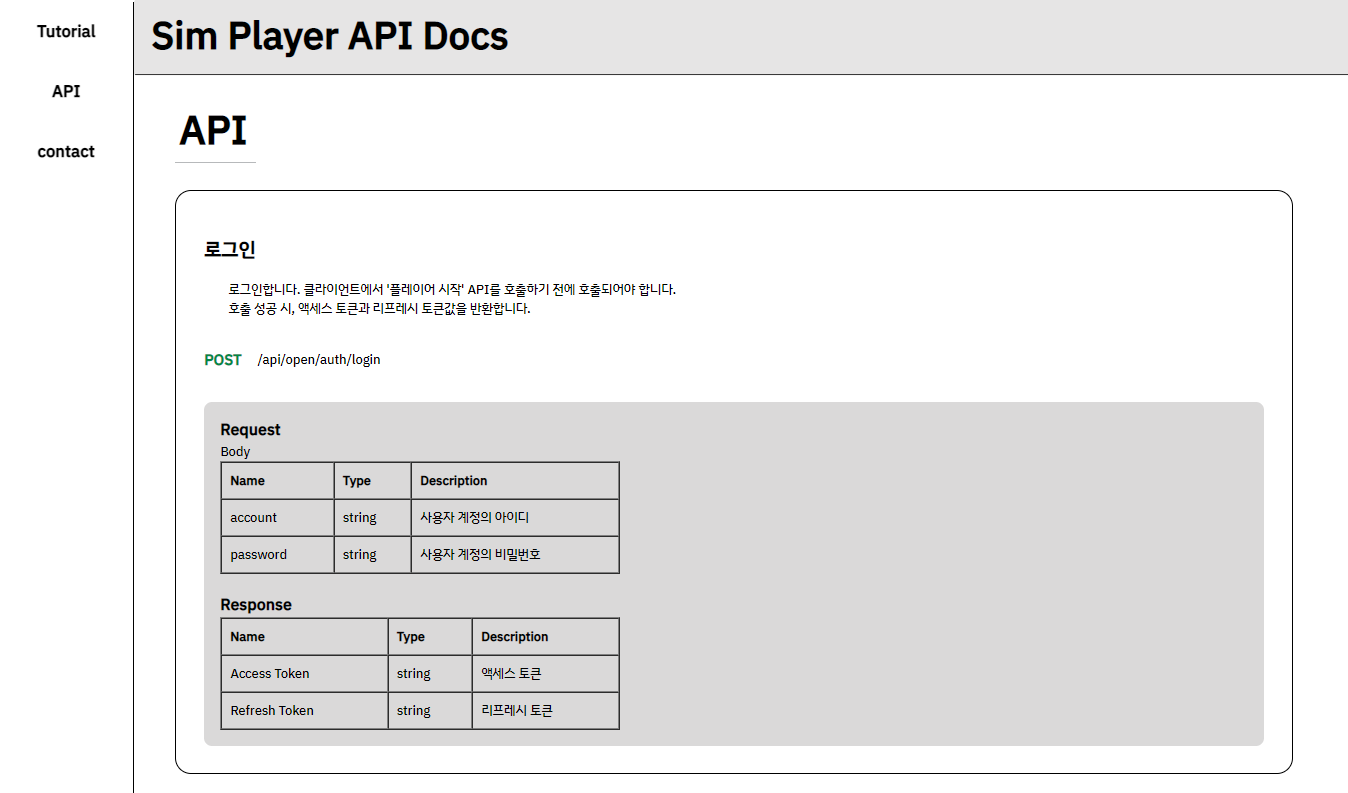 Tutorial
API
contact
Sim Player API Docs
API
로그인
로그인합니다. 클라이언트에서 '플레이어 시작' API를 호출하기 전에 호출되어야 합니다.
호출 성공 시, 액세스 토큰과 리프레시 토큰값을 반환합니다.
POST /api/open/auth/login
Request
Body
Name Type Description
account string 사용자 계정의 아이디
password string 사용자 계정의 비밀번호
Response
Name Type Description
Access Token string 액세스 토큰
Refresh Token string 리프레시 토큰